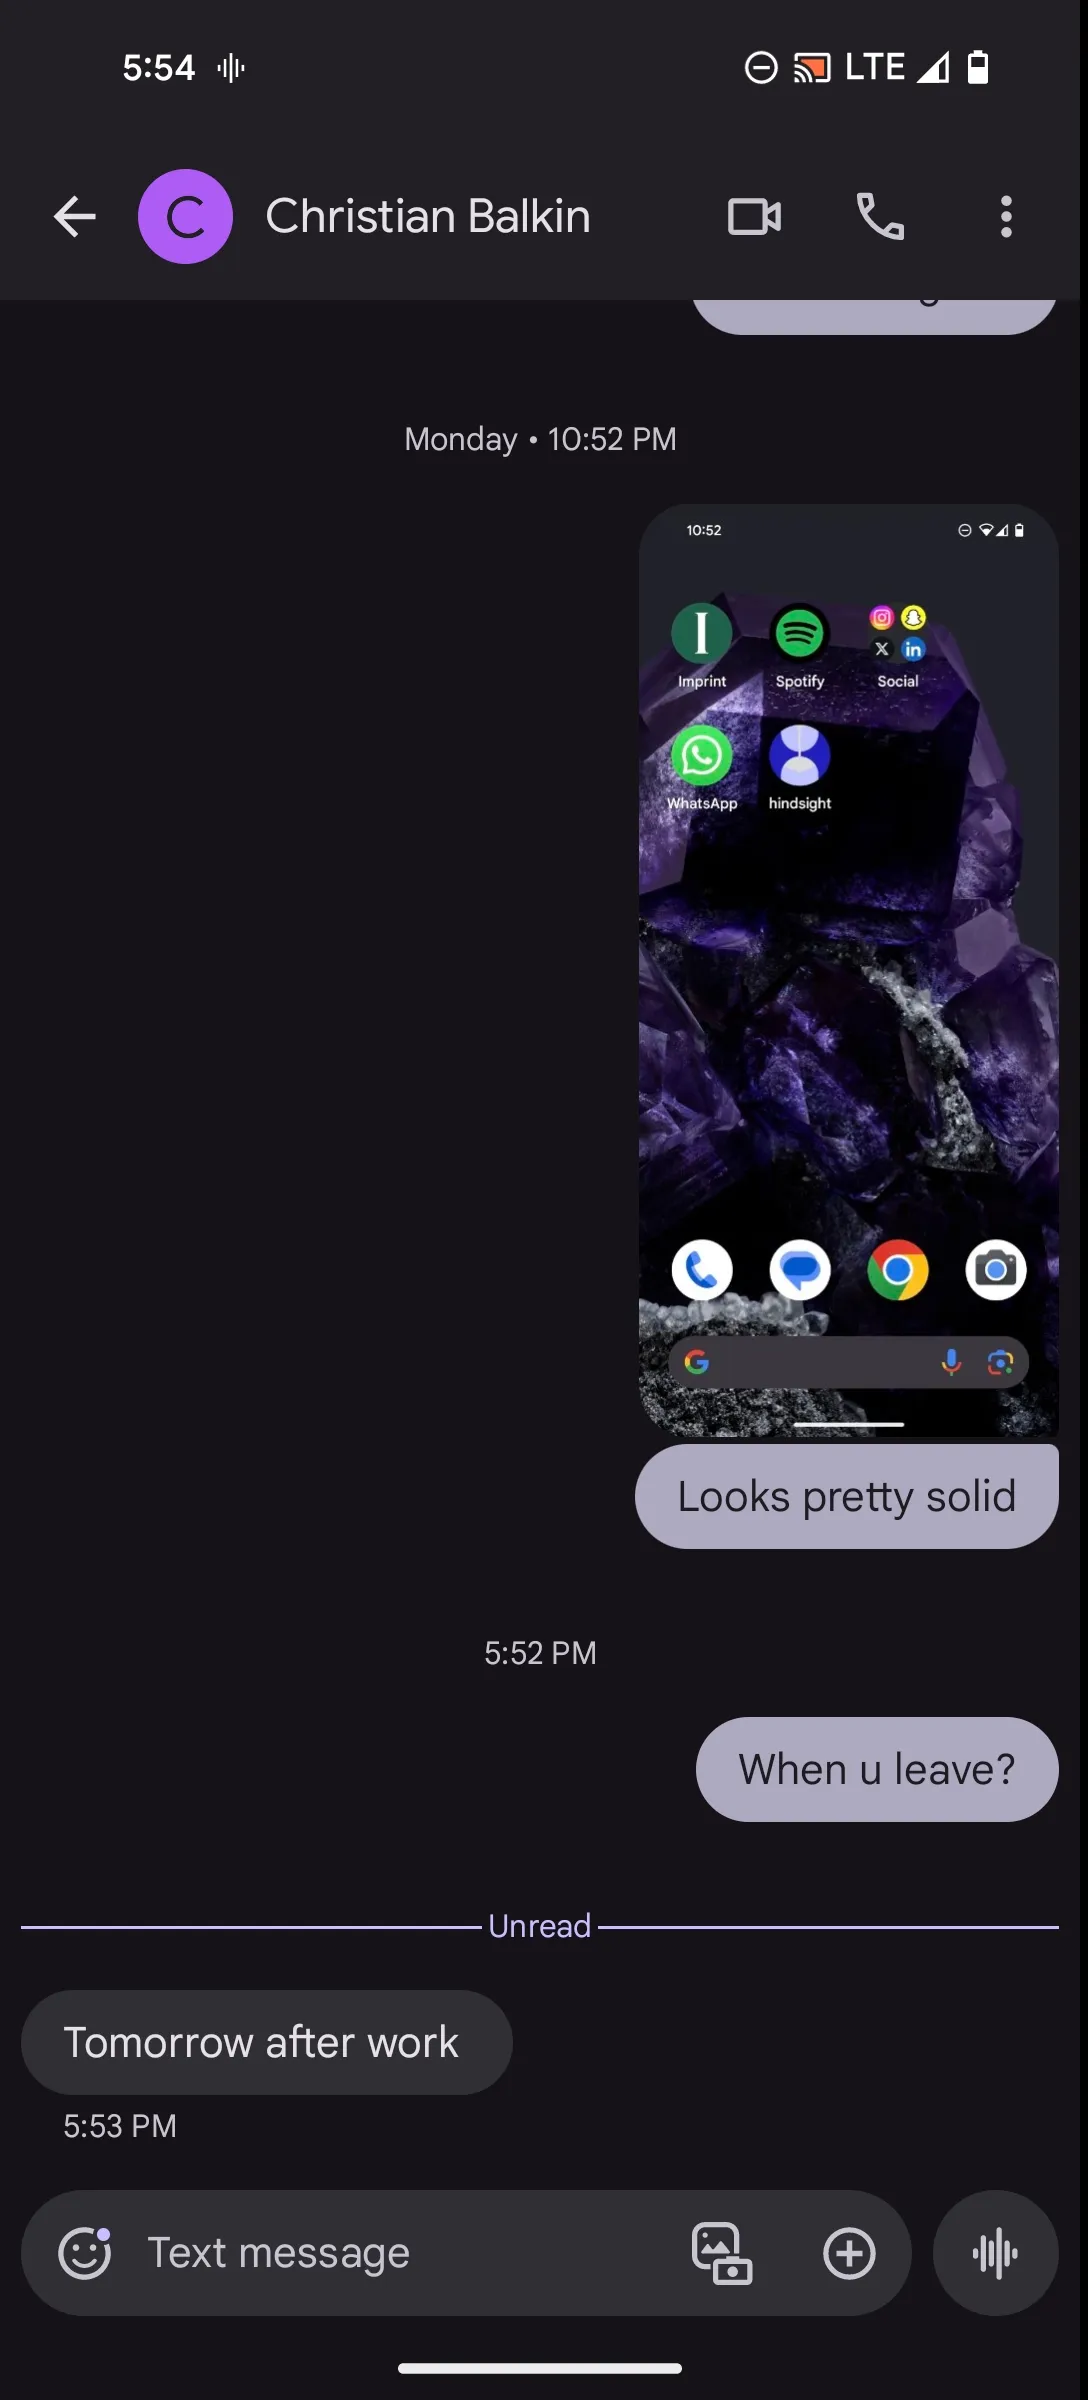 5:54 LTE
C Christian Balkin
Monday • 10:52 PM
10:52
I X in
Imprint Spotify Social
WhatsApp hindsight
G
Looks pretty solid
5:52 PM
When u leave?
Unread
Tomorrow after work
5:53 PM
Text message